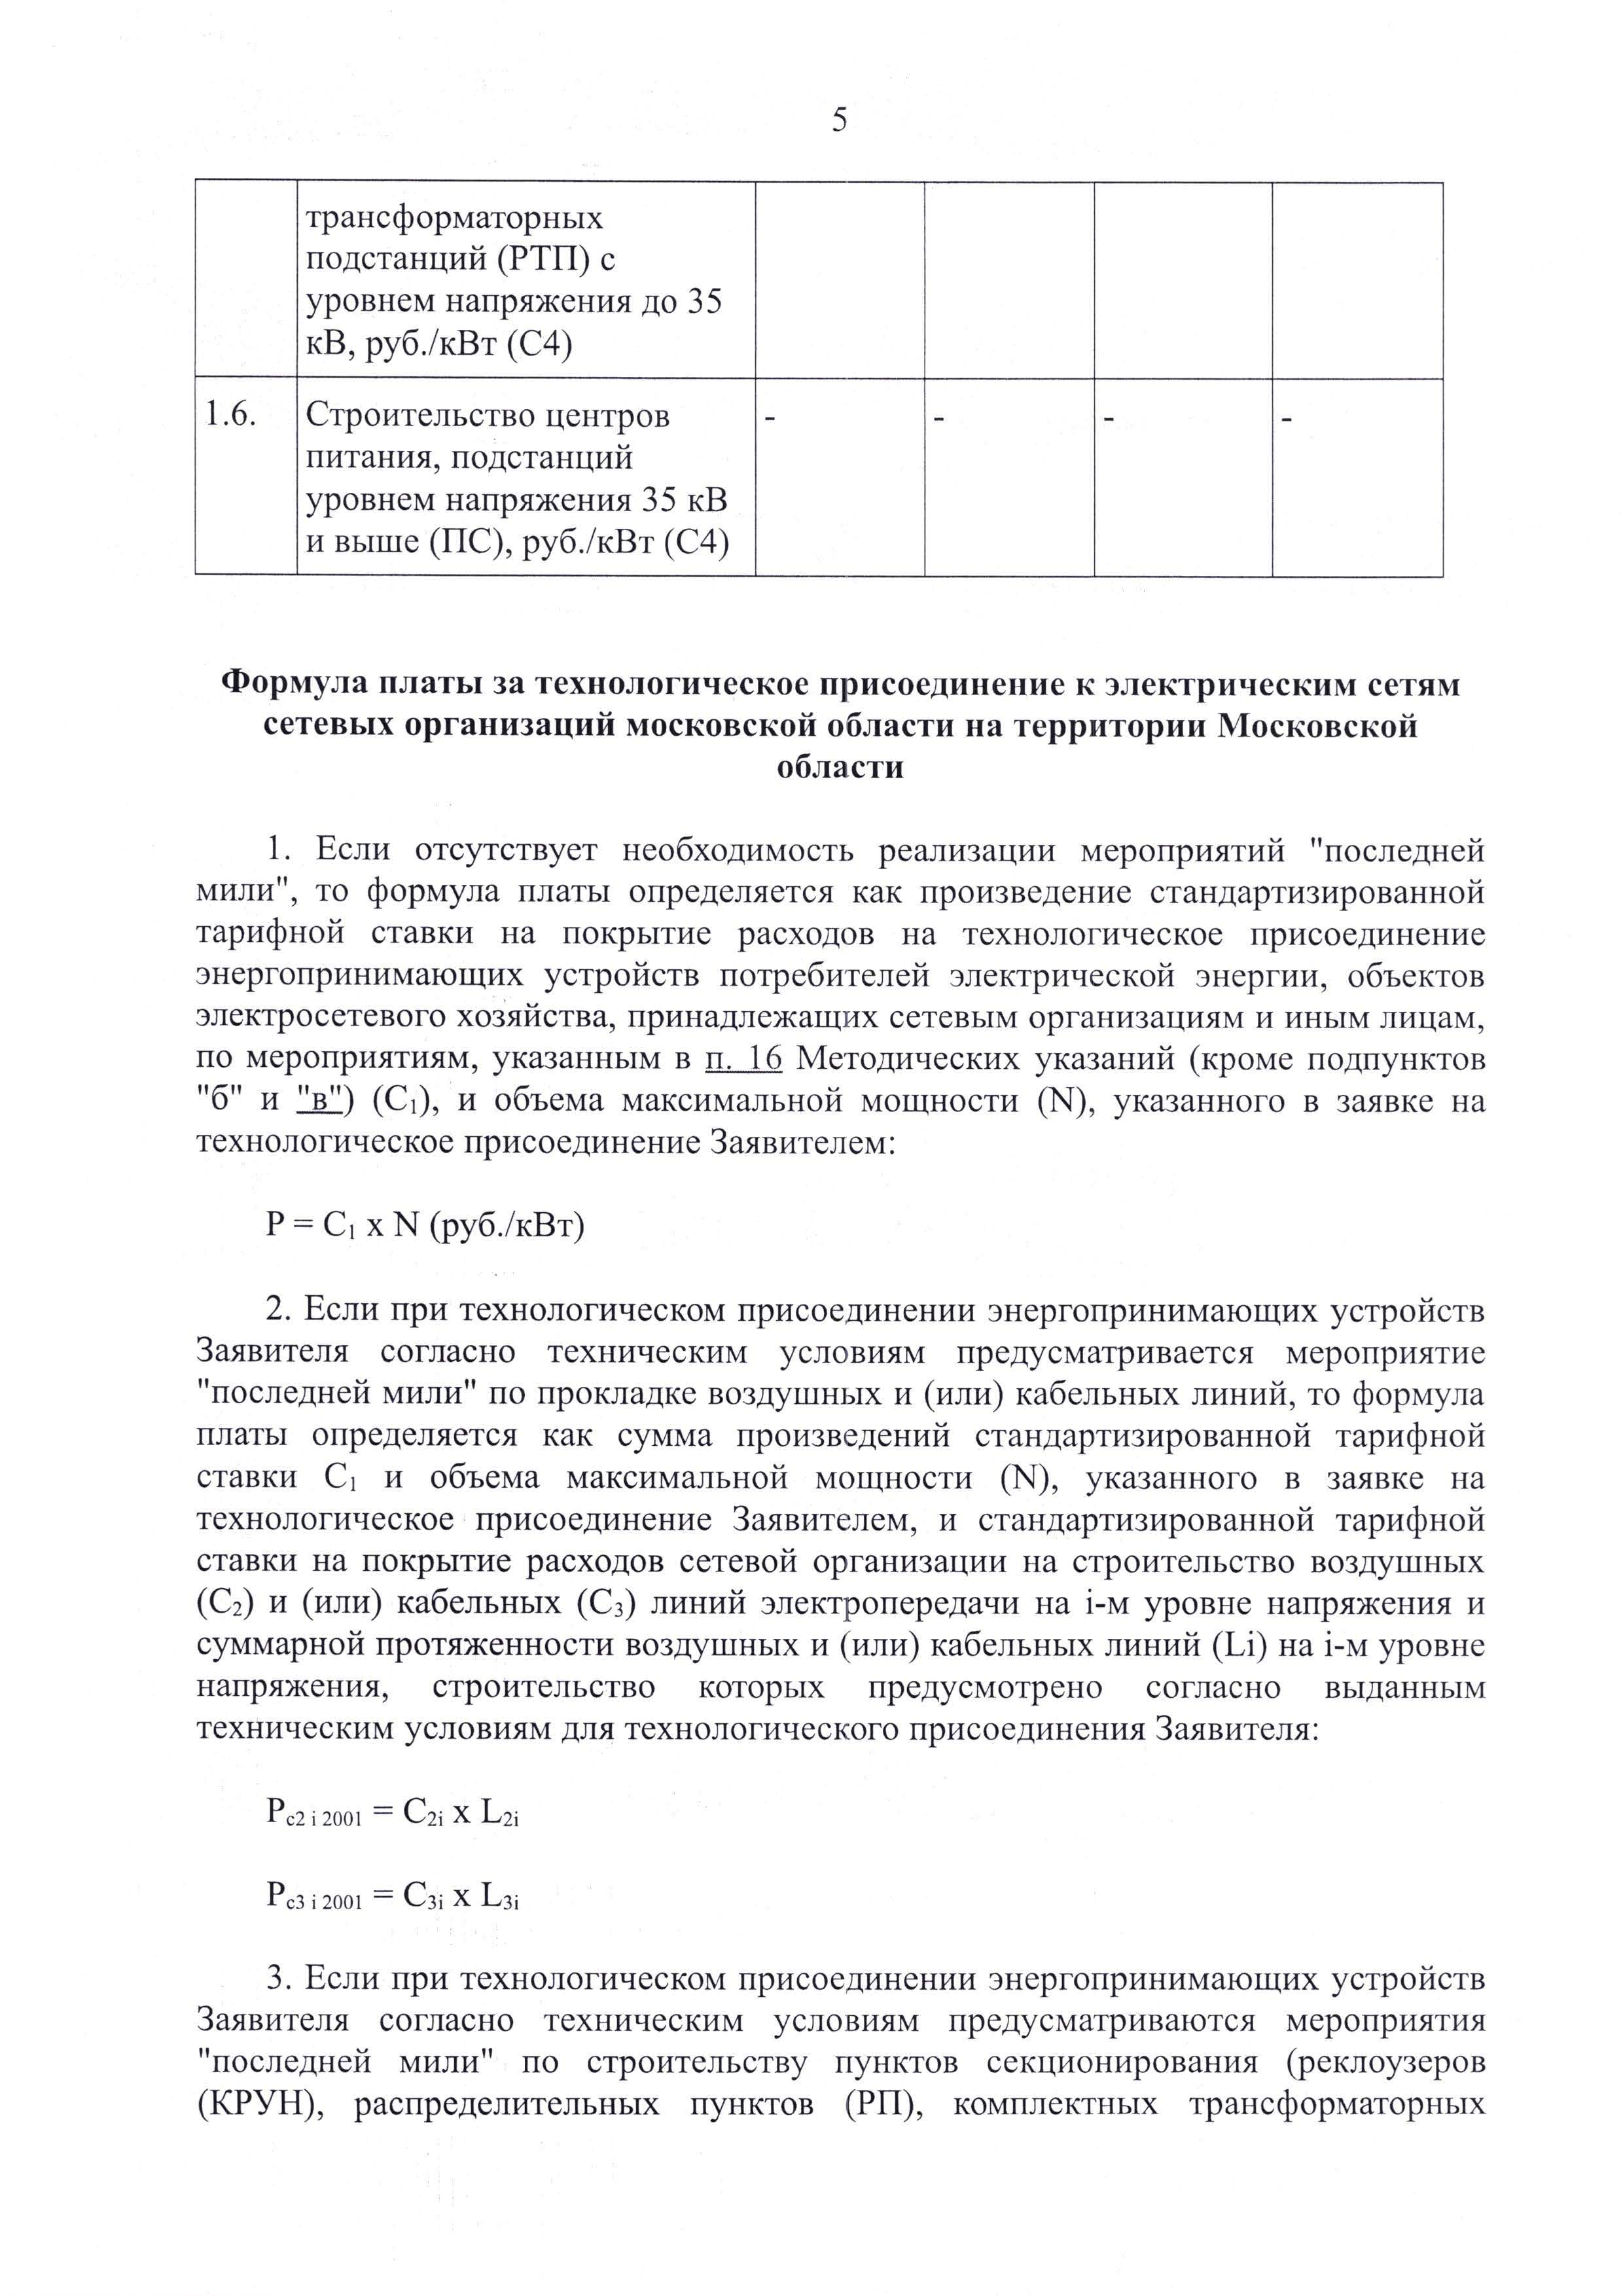 5
трансформаторных
подстанций (РТП) с
уровнем напряжения до 35
кВ, руб./кВт (С4)
1.6. Строительство центров - - - -
питания, подстанций
уровнем напряжения 35 кВ
и выше (ПС), руб./кВт (С4)
Формула платы за технологическое присоединение к электрическим сетям
сетевых организаций московской области на территории Московской
области
1. Если отсутствует необходимость реализации мероприятий "последней
мили", то формула платы определяется как произведение стандартизированной
тарифной ставки на покрытие расходов на технологическое присоединение
энергопринимающих устройств потребителей электрической энергии, объектов
электросетевого хозяйства, принадлежащих сетевым организациям и иным лицам,
по мероприятиям, указанным в п. 16 Методических указаний (кроме подпунктов
"б" и "в") (С₁), и объема максимальной мощности (N), указанного в заявке на
технологическое присоединение Заявителем:
Р = С₁ х N (руб./кВт)
2. Если при технологическом присоединении энергопринимающих устройств
Заявителя согласно техническим условиям предусматривается мероприятие
"последней мили" по прокладке воздушных и (или) кабельных линий, то формула
платы определяется как сумма произведений стандартизированной тарифной
ставки С₁ и объема максимальной мощности (N), указанного в заявке на
технологическое присоединение Заявителем, и стандартизированной тарифной
ставки на покрытие расходов сетевой организации на строительство воздушных
(С₂) и (или) кабельных (С₃) линий электропередачи на i-м уровне напряжения и
суммарной протяженности воздушных и (или) кабельных линий (Li) на i-м уровне
напряжения, строительство которых предусмотрено согласно выданным
техническим условиям для технологического присоединения Заявителя:
Рс2 i 2001 = С2i х L2i
Рс3 i 2001 = С3i х L3i
3. Если при технологическом присоединении энергопринимающих устройств
Заявителя согласно техническим условиям предусматриваются мероприятия
"последней мили" по строительству пунктов секционирования (реклоузеров
(КРУН), распределительных пунктов (РП), комплектных трансформаторных